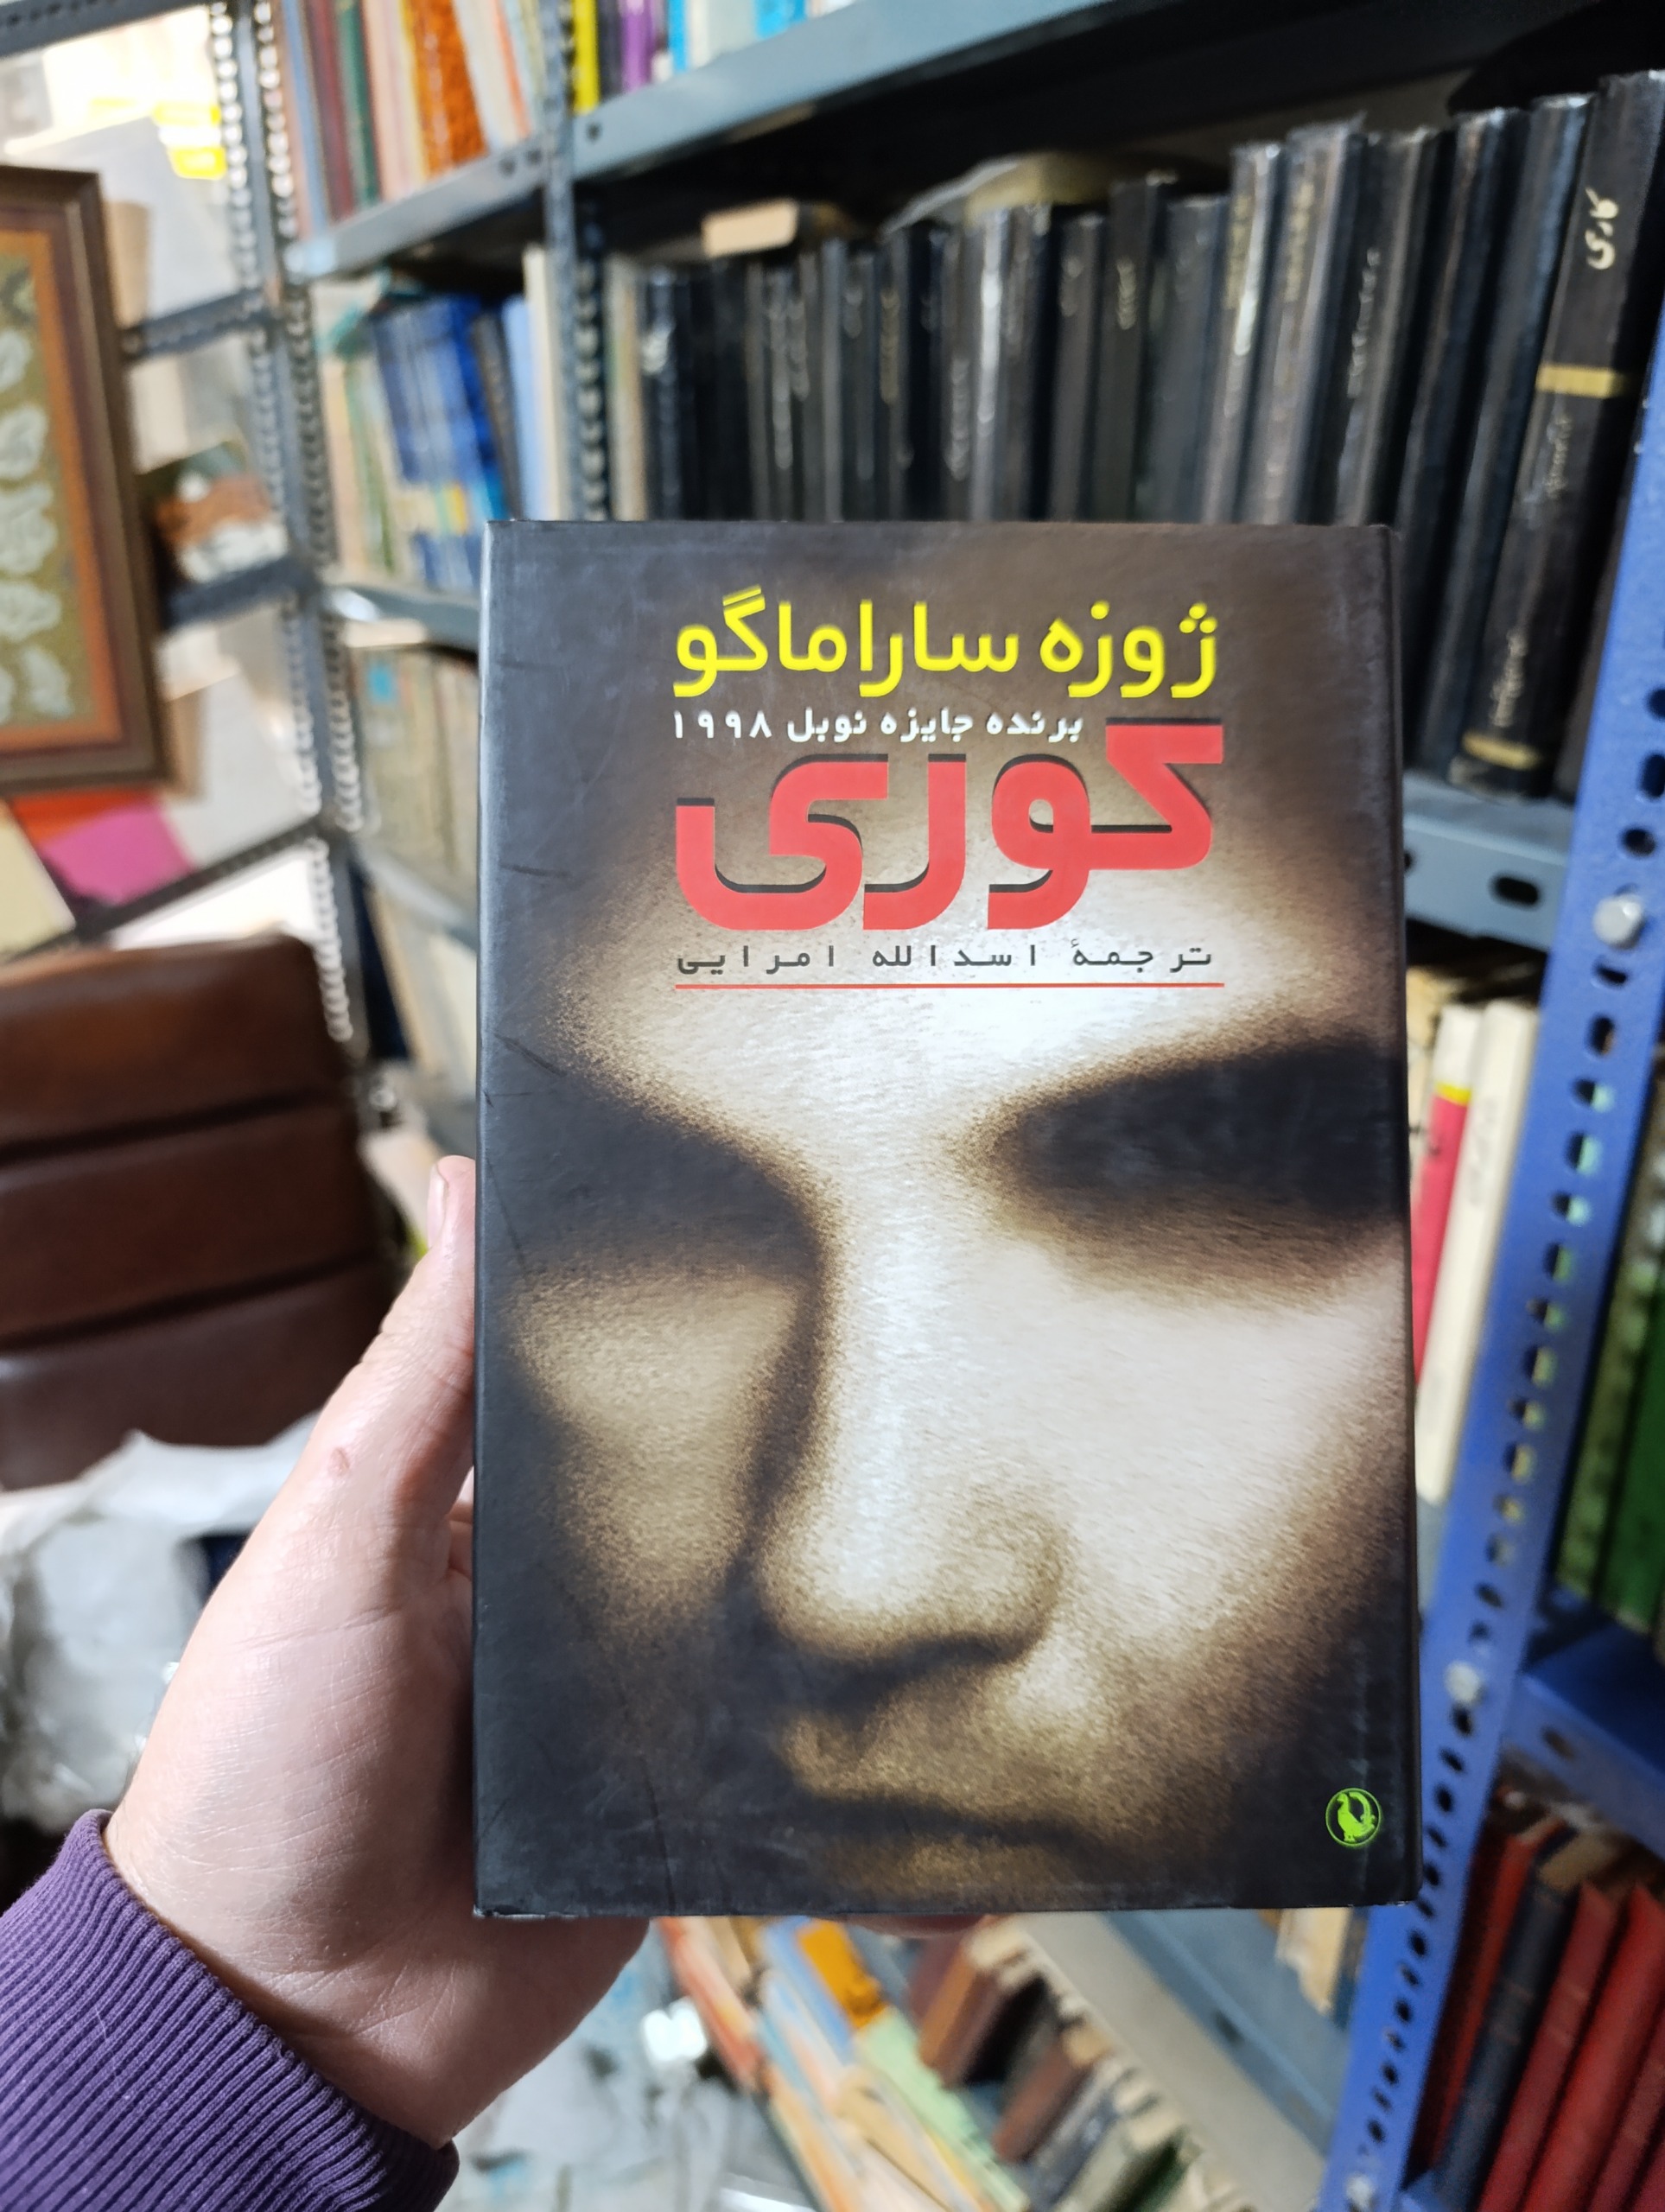 ژوزه ساراماگو
برنده جایزه نوبل ۱۹۹۸
کوری
ترجمهٔ اسدالله امرایی